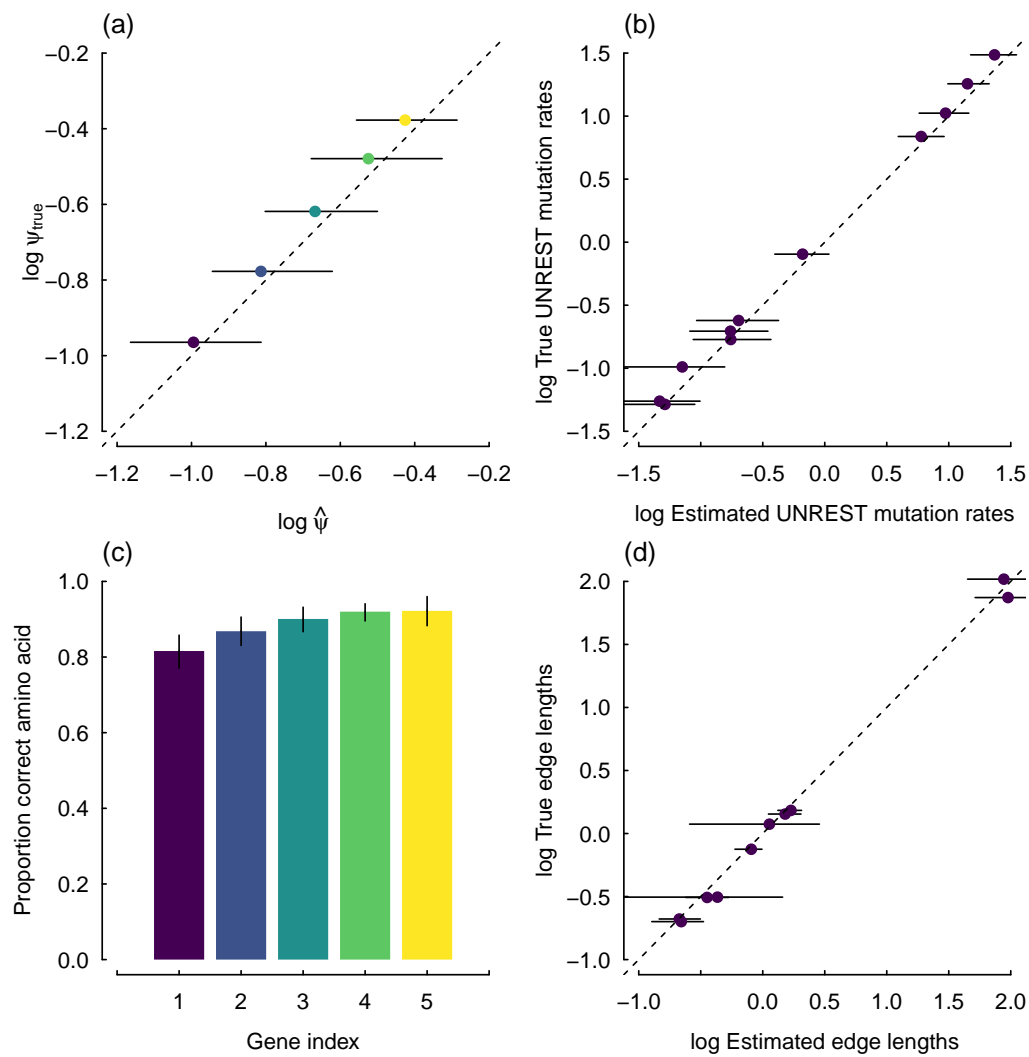 (a)
−0.2
−0.4
−0.6
−0.8
−1.0
−1.2
log ψtrue
−1.2 −1.0 −0.8 −0.6 −0.4 −0.2
log ψ̂
(b)
1.5
1.0
0.5
0.0
−0.5
−1.0
−1.5
log True UNREST mutation rates
−1.5 −0.5 0.0 0.5 1.0 1.5
log Estimated UNREST mutation rates
(c)
1.0
0.8
0.6
0.4
0.2
0.0
Proportion correct amino acid
1 2 3 4 5
Gene index
(d)
2.0
1.0
0.5
0.0
−0.5
−1.0
log True edge lengths
−1.0 0.0 0.5 1.0 2.0
log Estimated edge lengths